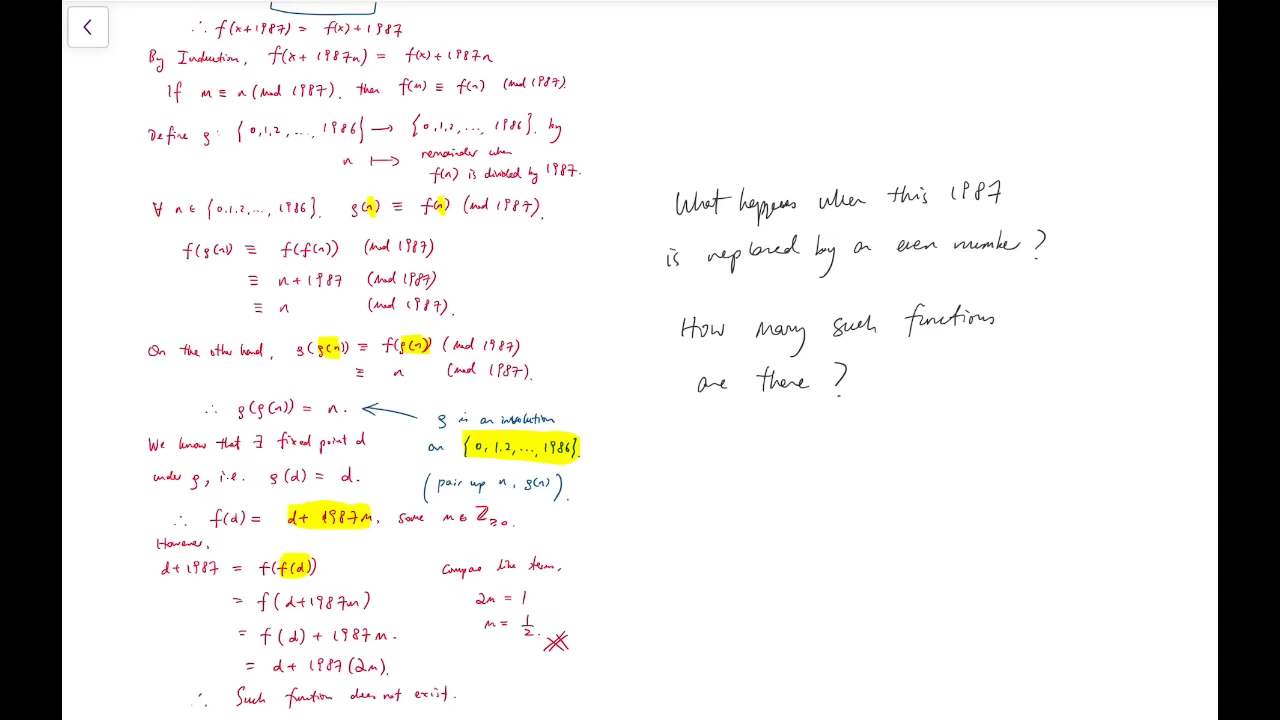 ∴ f(x+1987) = f(x)+1987
By Induction, f(x+1987n) = f(x)+1987n
If m ≡ n (mod 1987), then f(m) ≡ f(n) (mod 1987).
Define g: {0,1,2, ..., 1986} → {0,1,2, ..., 1986}, by
n ↦ remainder when
f(n) is divided by 1987.
∀ n ∈ {0,1,2, ..., 1986}, g(n) ≡ f(n) (mod 1987).
f(g(n)) ≡ f(f(n)) (mod 1987)
≡ n+1987 (mod 1987)
≡ n (mod 1987).
On the other hand, g(g(n)) ≡ f(g(n)) (mod 1987)
≡ n (mod 1987).
∴ g(g(n)) = n.
g is an involution
on {0,1,2, ..., 1986}.
(pair up n, g(n)).
We know that ∃ fixed point d
under g, i.e. g(d) = d.
∴ f(d) = d+1987m, some m ∈ ℤ≥0.
However,
d+1987 = f(f(d))
= f(d+1987m)
= f(d)+1987m.
= d+1987(2m).
Compare like terms,
2m = 1
m = 1/2.
∴ Such function does not exist.
What happens when this 1987
is replaced by an even number?
How many such functions
are there?